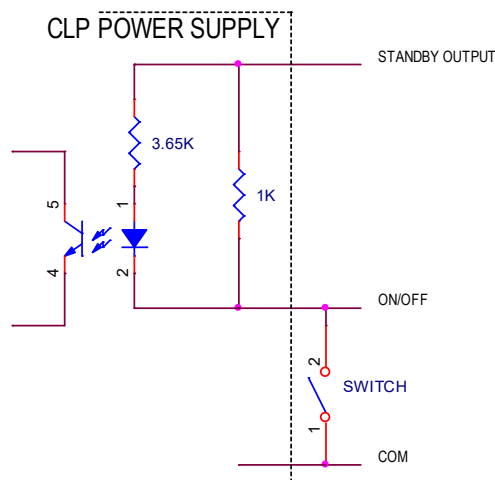 CLP POWER SUPPLY
STANDBY OUTPUT
3.65K
1K
5
1
4
2
ON/OFF
2
SWITCH
1
COM